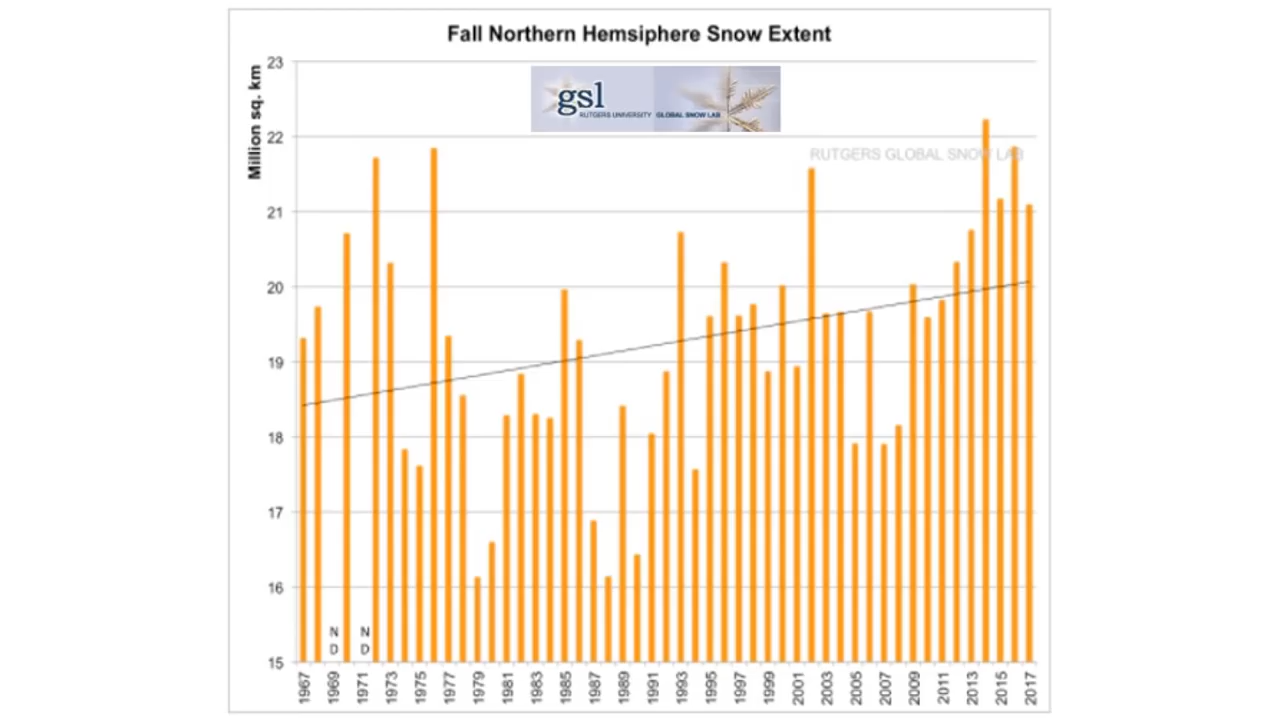 Fall Northern Hemsiphere Snow Extent
Million sq. km
gsl
RUTGERS UNIVERSITY GLOBAL SNOW LAB
RUTGERS GLOBAL SNOW LAB
23
22
21
20
19
18
17
16
15
N N
D D
1967 1969 1971 1973 1975 1977 1979 1981 1983 1985 1987 1989 1991 1993 1995 1997 1999 2001 2003 2005 2007 2009 2011 2013 2015 2017